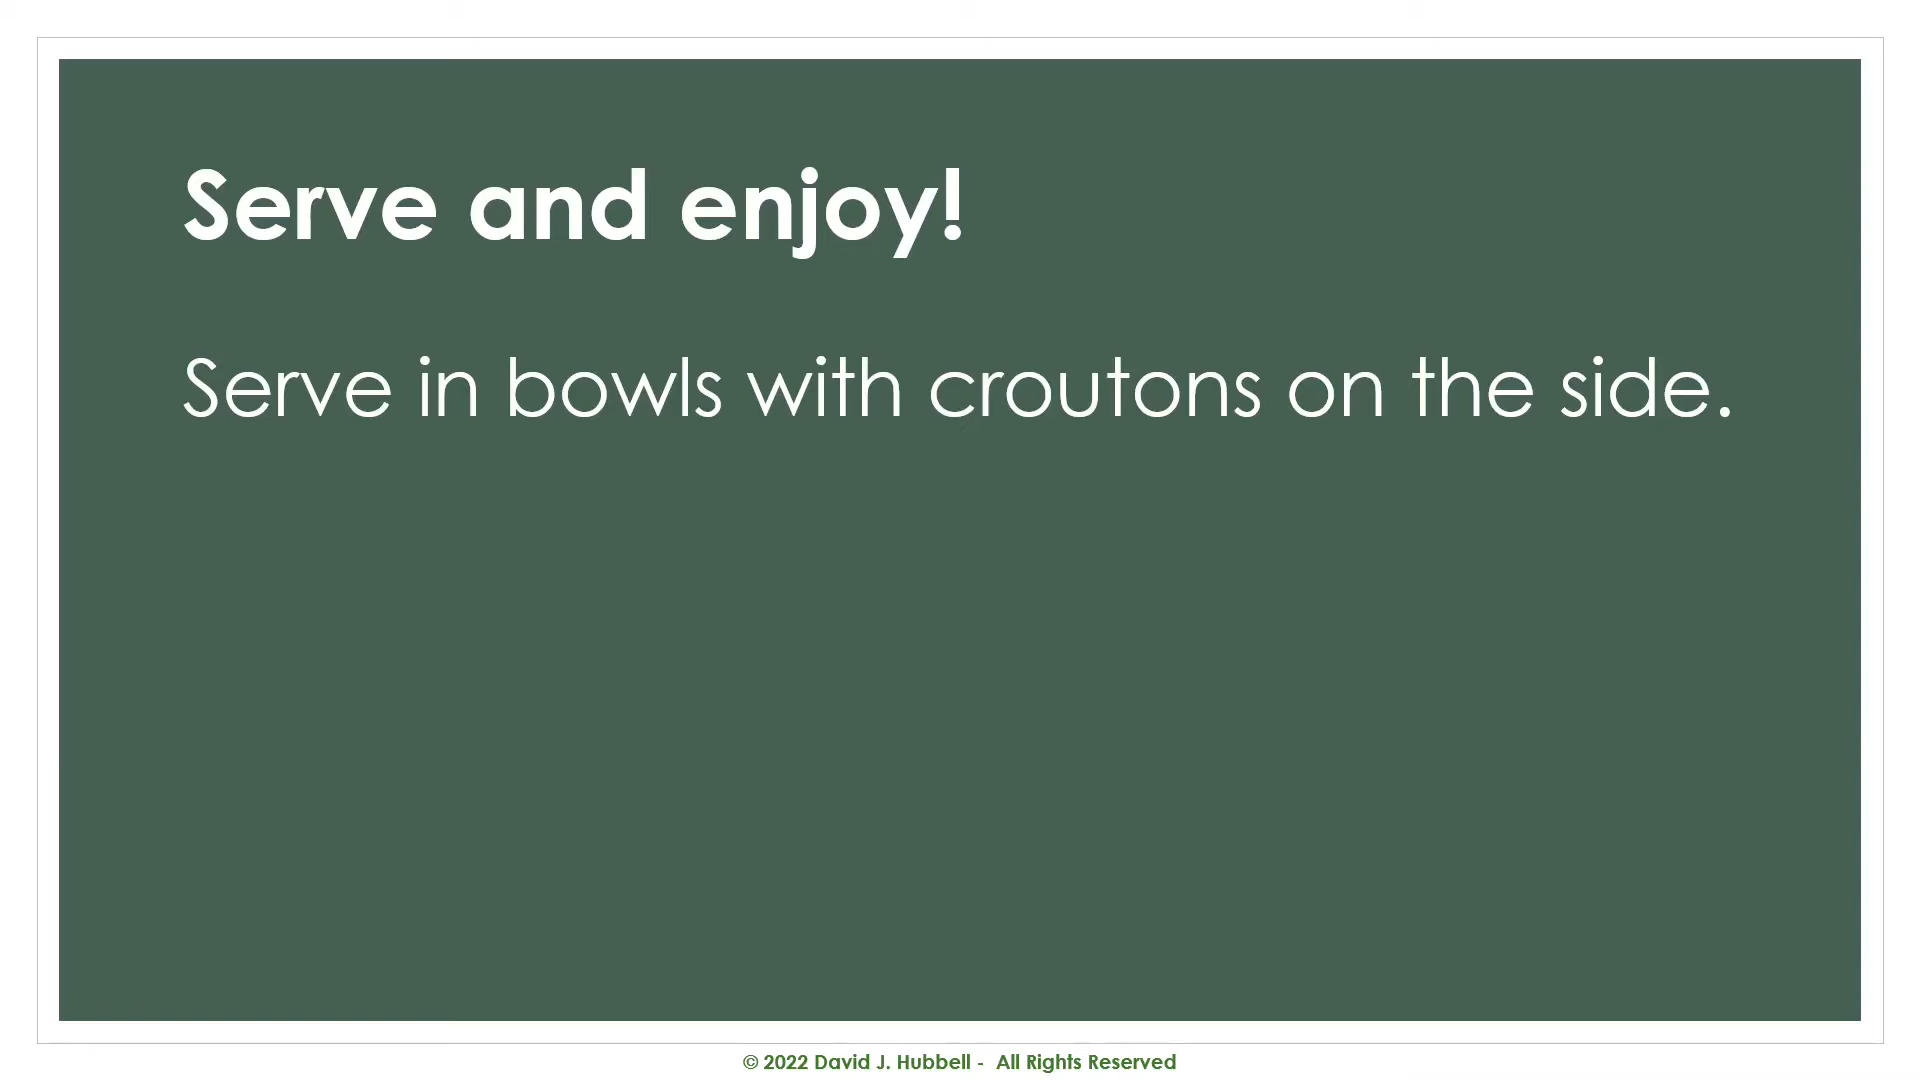 Serve and enjoy!
Serve in bowls with croutons on the side.
© 2022 David J. Hubbell -  All Rights Reserved